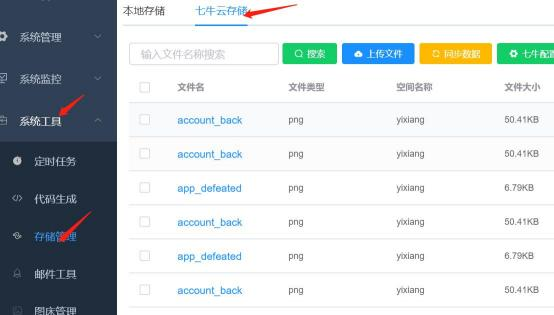 本地存储 七牛云存储
系统管理
系统监控
系统工具
定时任务
代码生成
存储管理
邮件工具
图床管理
输入文件名称搜索 搜索 上传文件 同步数据 七牛配置
文件名 文件类型 空间名称 文件大小
account_back png yixiang 50.41KB
account_back png yixiang 50.41KB
app_defeated png yixiang 6.79KB
account_back png yixiang 50.41KB
app_defeated png yixiang 6.79KB
account_back png yixiang 50.41KB